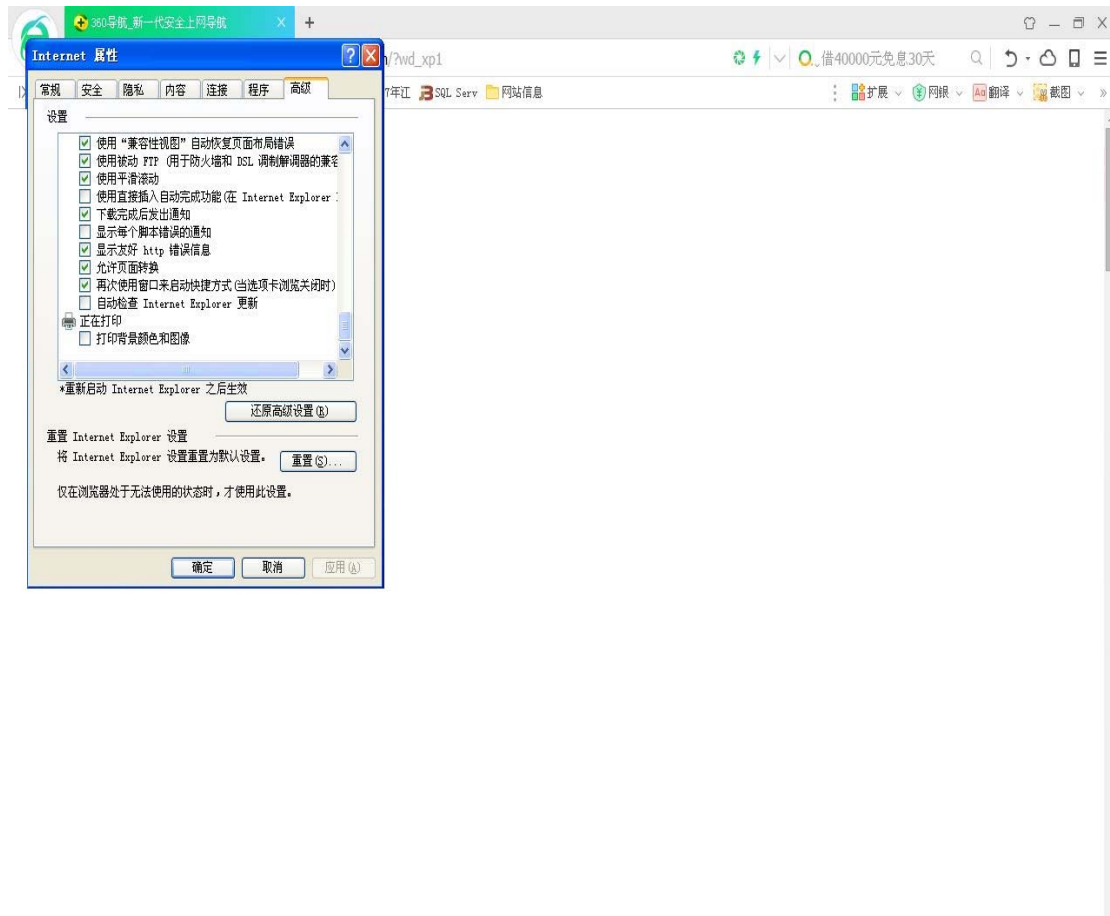 360导航_新一代安全上网导航
Internet 属性
/?wd_xp1
借40000元免息30天
常规 安全 隐私 内容 连接 程序 高级
7年江 SQL Serv 网站信息
扩展 网银 翻译 截图
设置
使用“兼容性视图”自动恢复页面布局错误
使用被动 FTP (用于防火墙和 DSL 调制解调器的兼容
使用平滑滚动
使用直接插入自动完成功能(在 Internet Explorer
下载完成后发出通知
显示每个脚本错误的通知
显示友好 http 错误信息
允许页面转换
再次使用窗口来启动快捷方式(当选项卡浏览关闭时)
自动检查 Internet Explorer 更新
正在打印
打印背景颜色和图像
*重新启动 Internet Explorer 之后生效
还原高级设置(R)
重置 Internet Explorer 设置
将 Internet Explorer 设置重置为默认设置。
重置(S)...
仅在浏览器处于无法使用的状态时，才使用此设置。
确定 取消 应用(A)